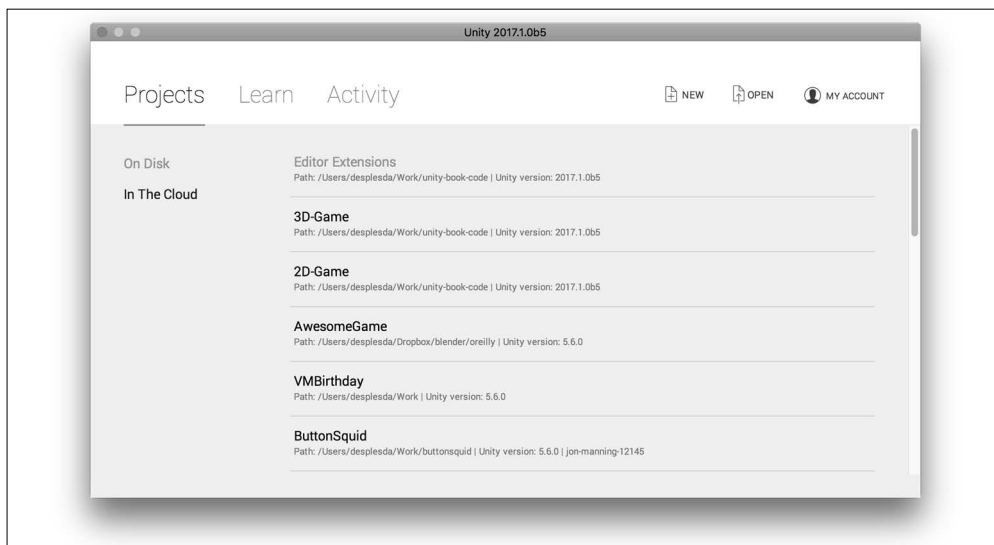 Unity 2017.1.0b5
Projects Learn Activity NEW OPEN MY ACCOUNT
On Disk
In The Cloud
Editor Extensions
Path: /Users/desplesda/Work/unity-book-code | Unity version: 2017.1.0b5
3D-Game
Path: /Users/desplesda/Work/unity-book-code | Unity version: 2017.1.0b5
2D-Game
Path: /Users/desplesda/Work/unity-book-code | Unity version: 2017.1.0b5
AwesomeGame
Path: /Users/desplesda/Dropbox/blender/oreilly | Unity version: 5.6.0
VMBirthday
Path: /Users/desplesda/Work | Unity version: 5.6.0
ButtonSquid
Path: /Users/desplesda/Work/buttonsquid | Unity version: 5.6.0 | jon-manning-12145